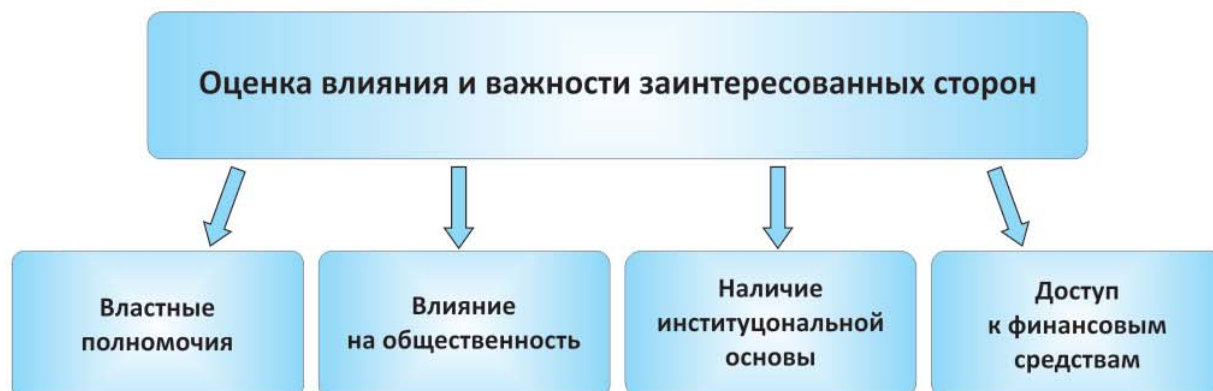 Оценка влияния и важности заинтересованных сторон
Властные
полномочия
Влияние
на общественность
Наличие
институцональной
основы
Доступ
к финансовым
средствам